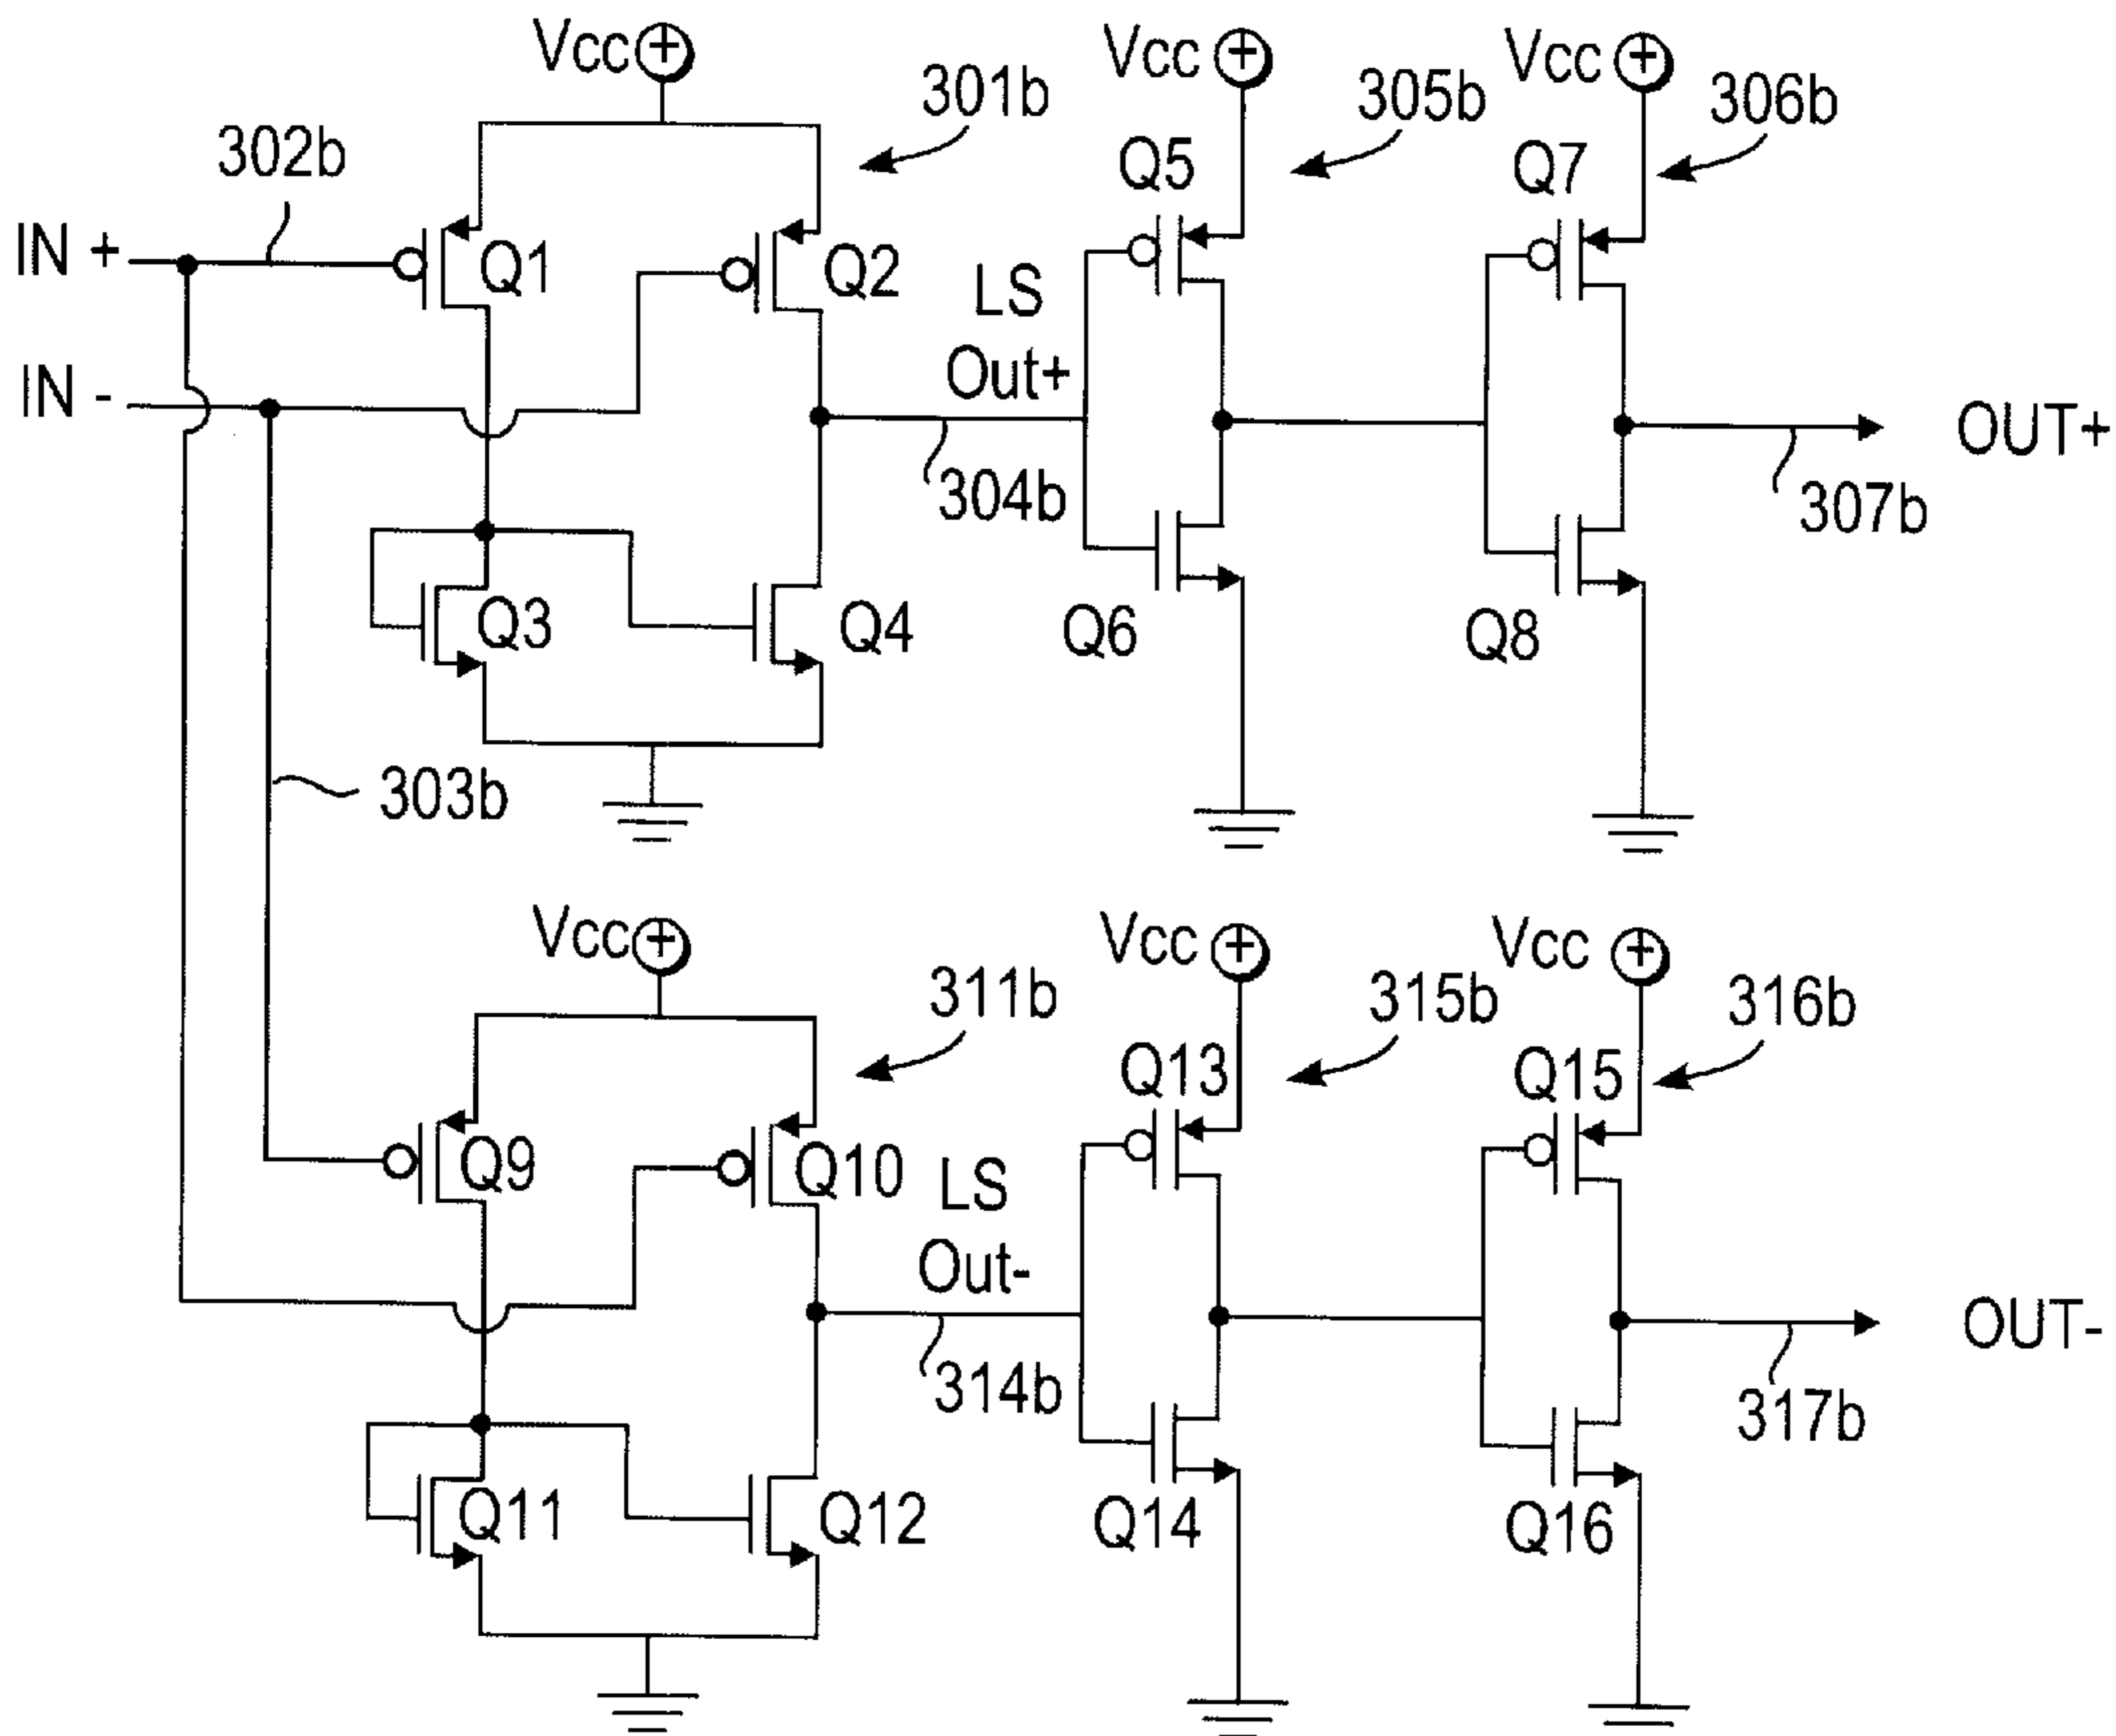 Vcc
Vcc
Vcc
301b
305b
306b
302b
Q5
Q7
IN +
Q1
Q2
LS
Out+
IN -
OUT+
304b
307b
Q3
Q4
Q6
Q8
303b
Vcc
Vcc
Vcc
311b
315b
316b
Q13
Q15
Q9
Q10
LS
Out-
OUT-
314b
317b
Q11
Q12
Q14
Q16